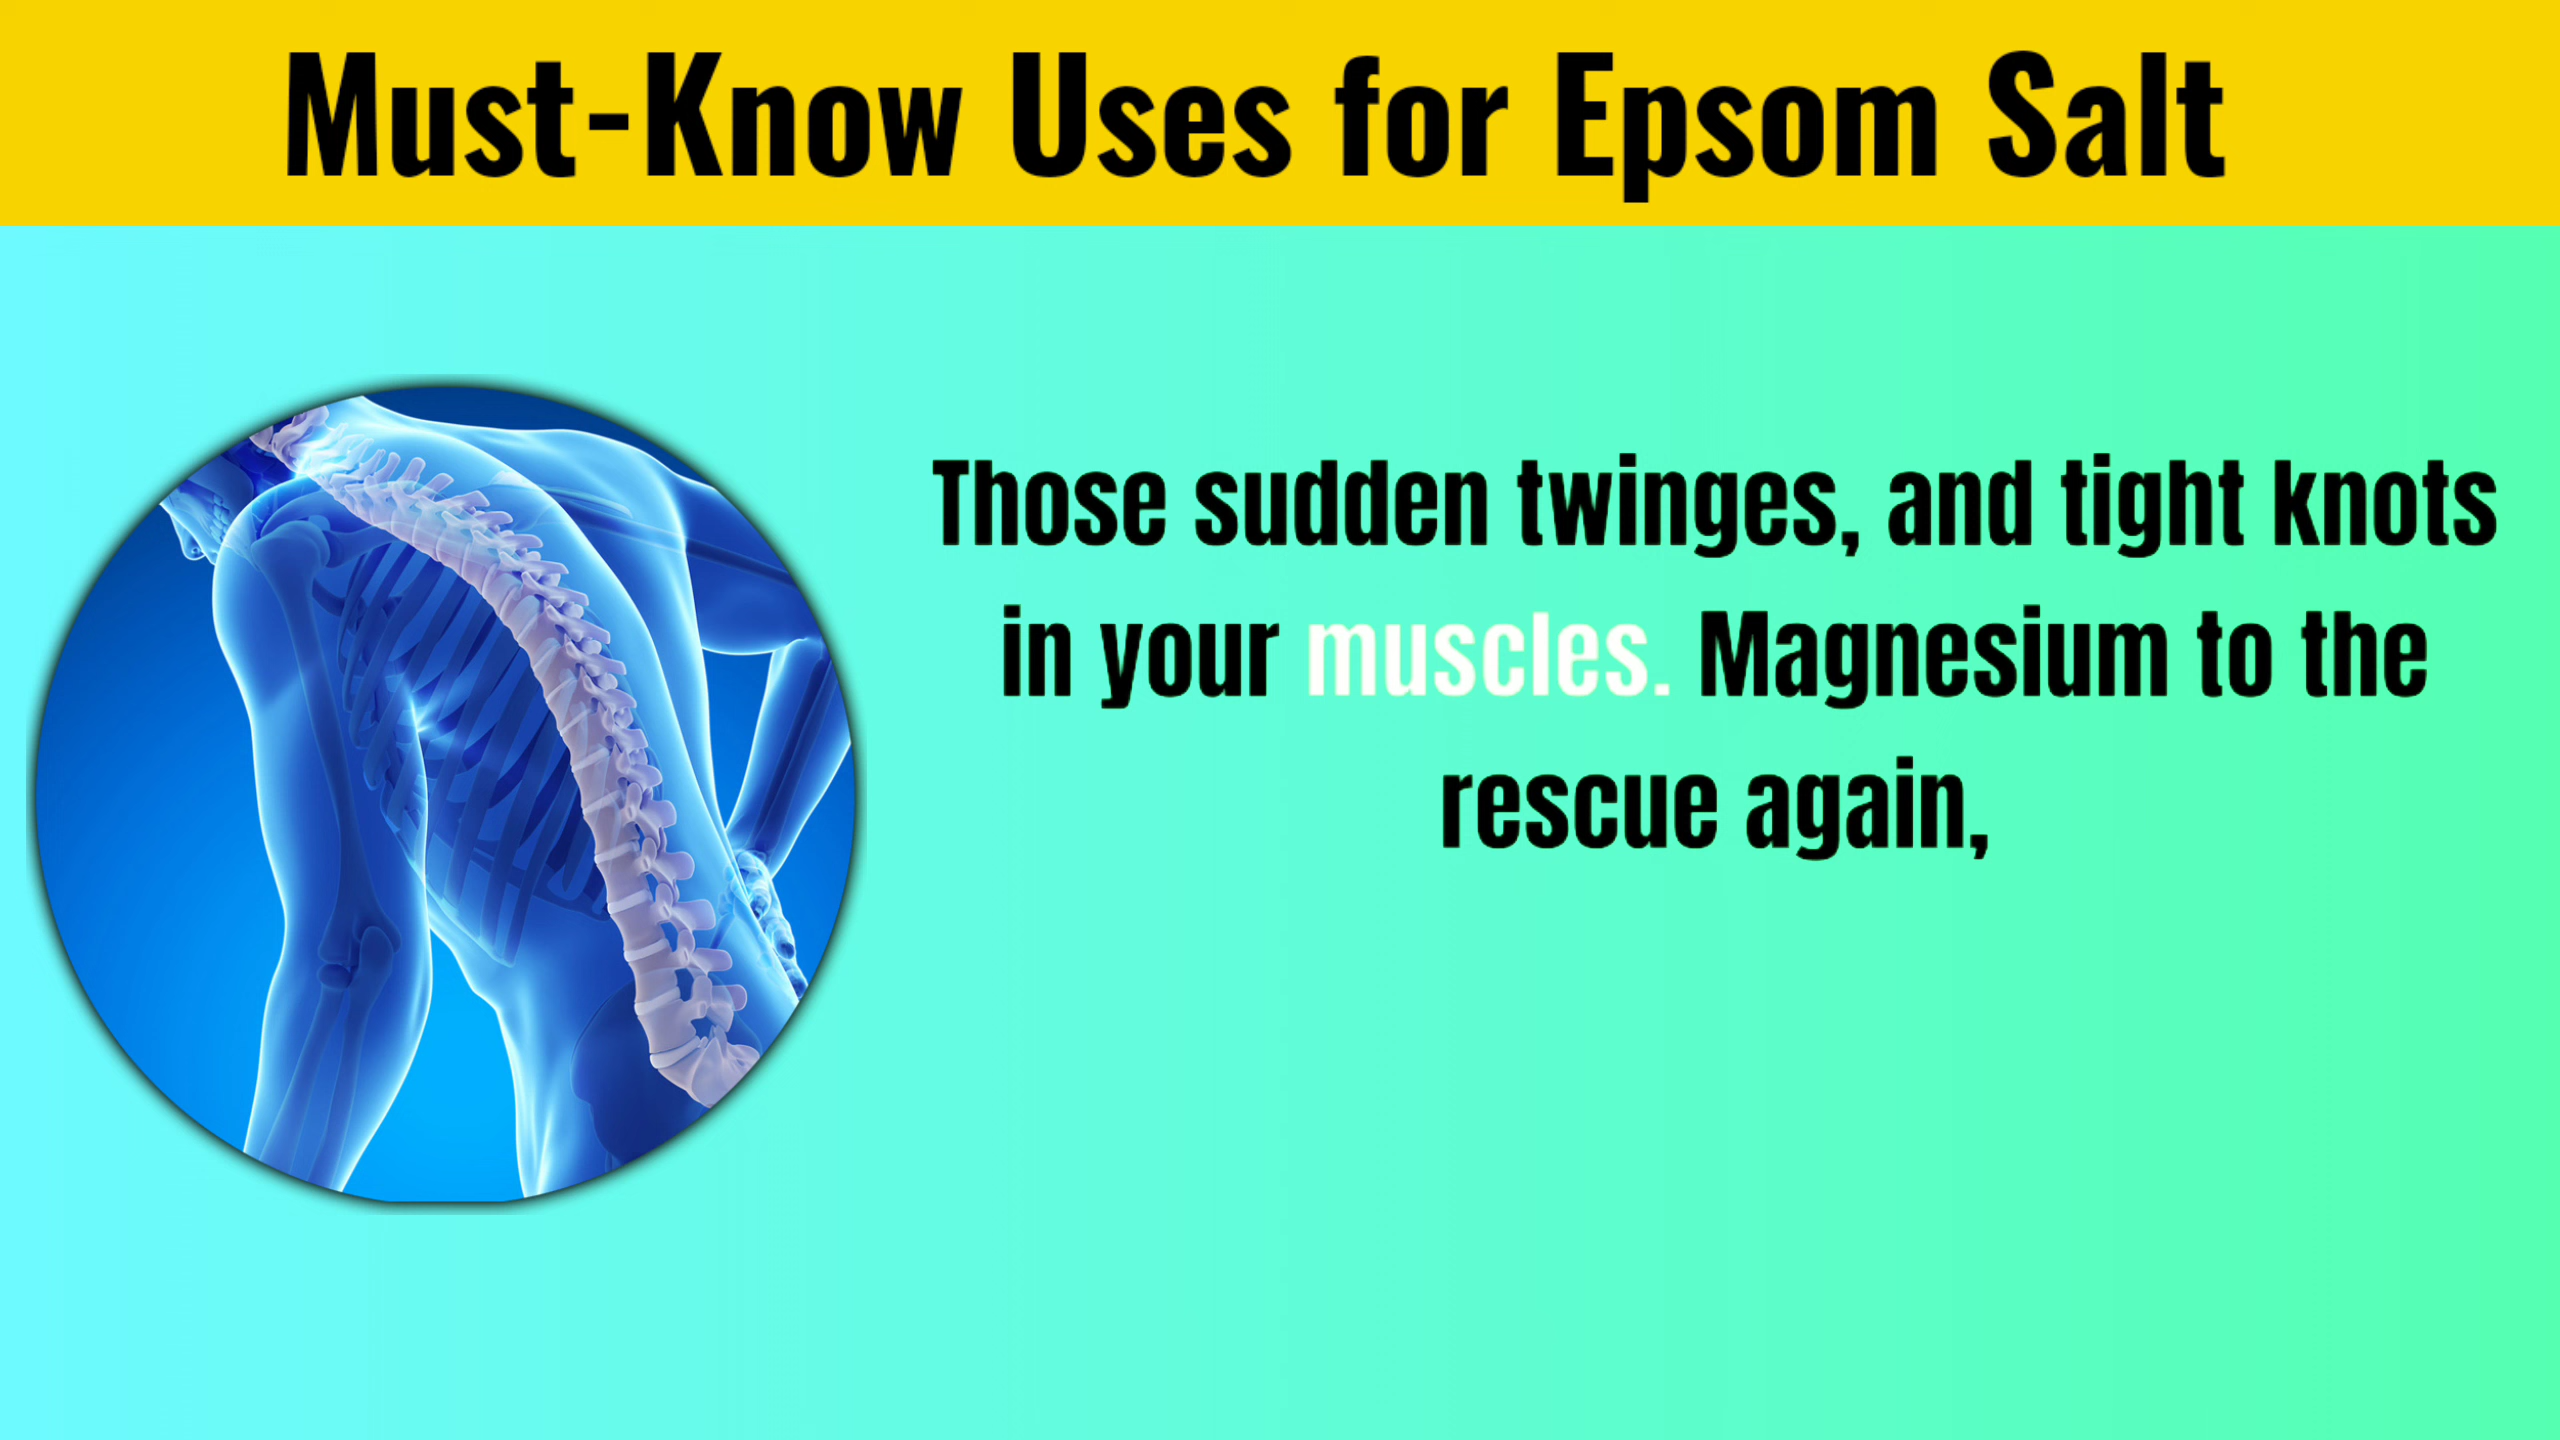 Must-Know Uses for Epsom Salt
Those sudden twinges, and tight knots
in your muscles. Magnesium to the
rescue again,